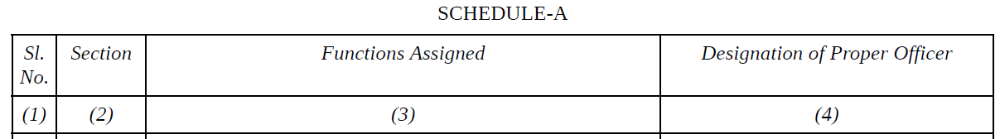 SCHEDULE-A
Sl. Section Functions Assigned Designation of Proper Officer
No.
(1) (2) (3) (4)